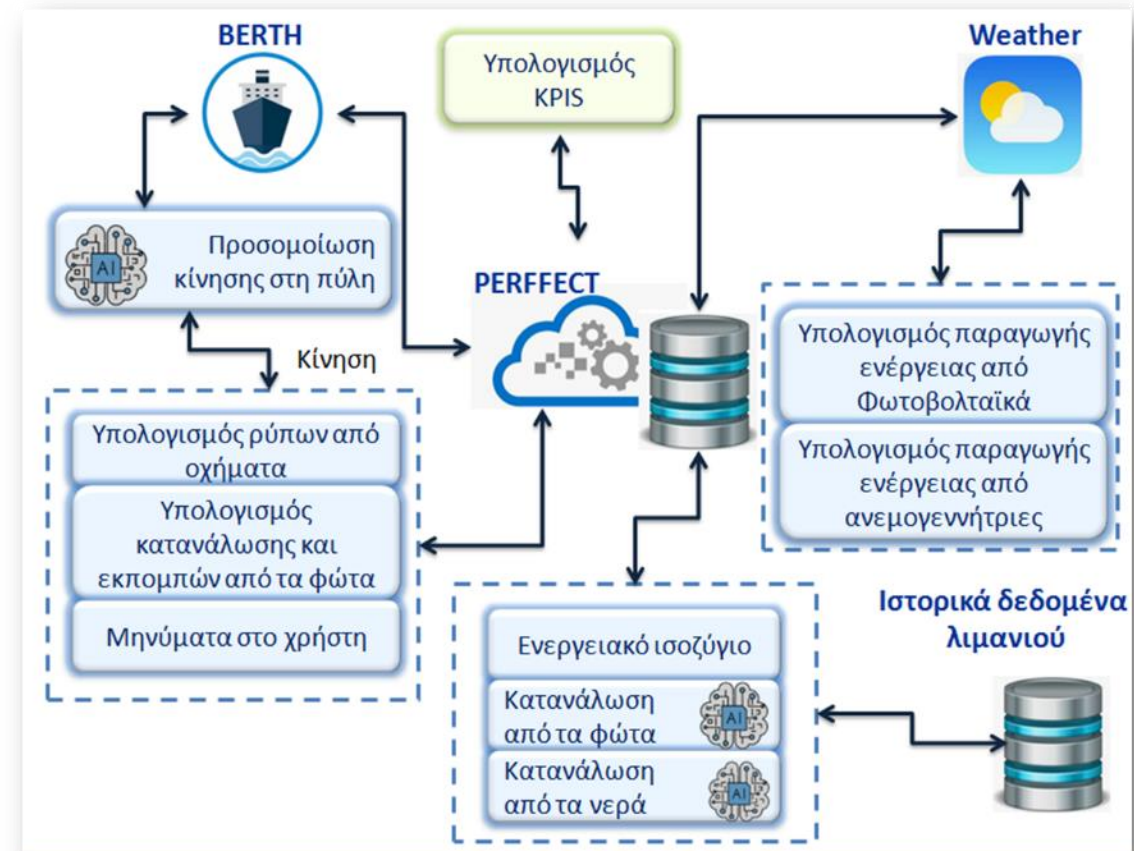 BERTH
Υπολογισμός
KPIS
Weather
AI
Προσομοίωση
κίνησης στη πύλη
PERFFECT
Κίνηση
Υπολογισμός ρύπων από
οχήματα
Υπολογισμός
κατανάλωσης και
εκπομπών από τα φώτα
Μηνύματα στο χρήστη
Υπολογισμός παραγωγής
ενέργειας από
Φωτοβολταϊκά
Υπολογισμός παραγωγής
ενέργειας από
ανεμογεννήτριες
Ενεργειακό ισοζύγιο
Κατανάλωση
από τα φώτα
AI
Κατανάλωση
από τα νερά
AI
Ιστορικά δεδομένα
λιμανιού